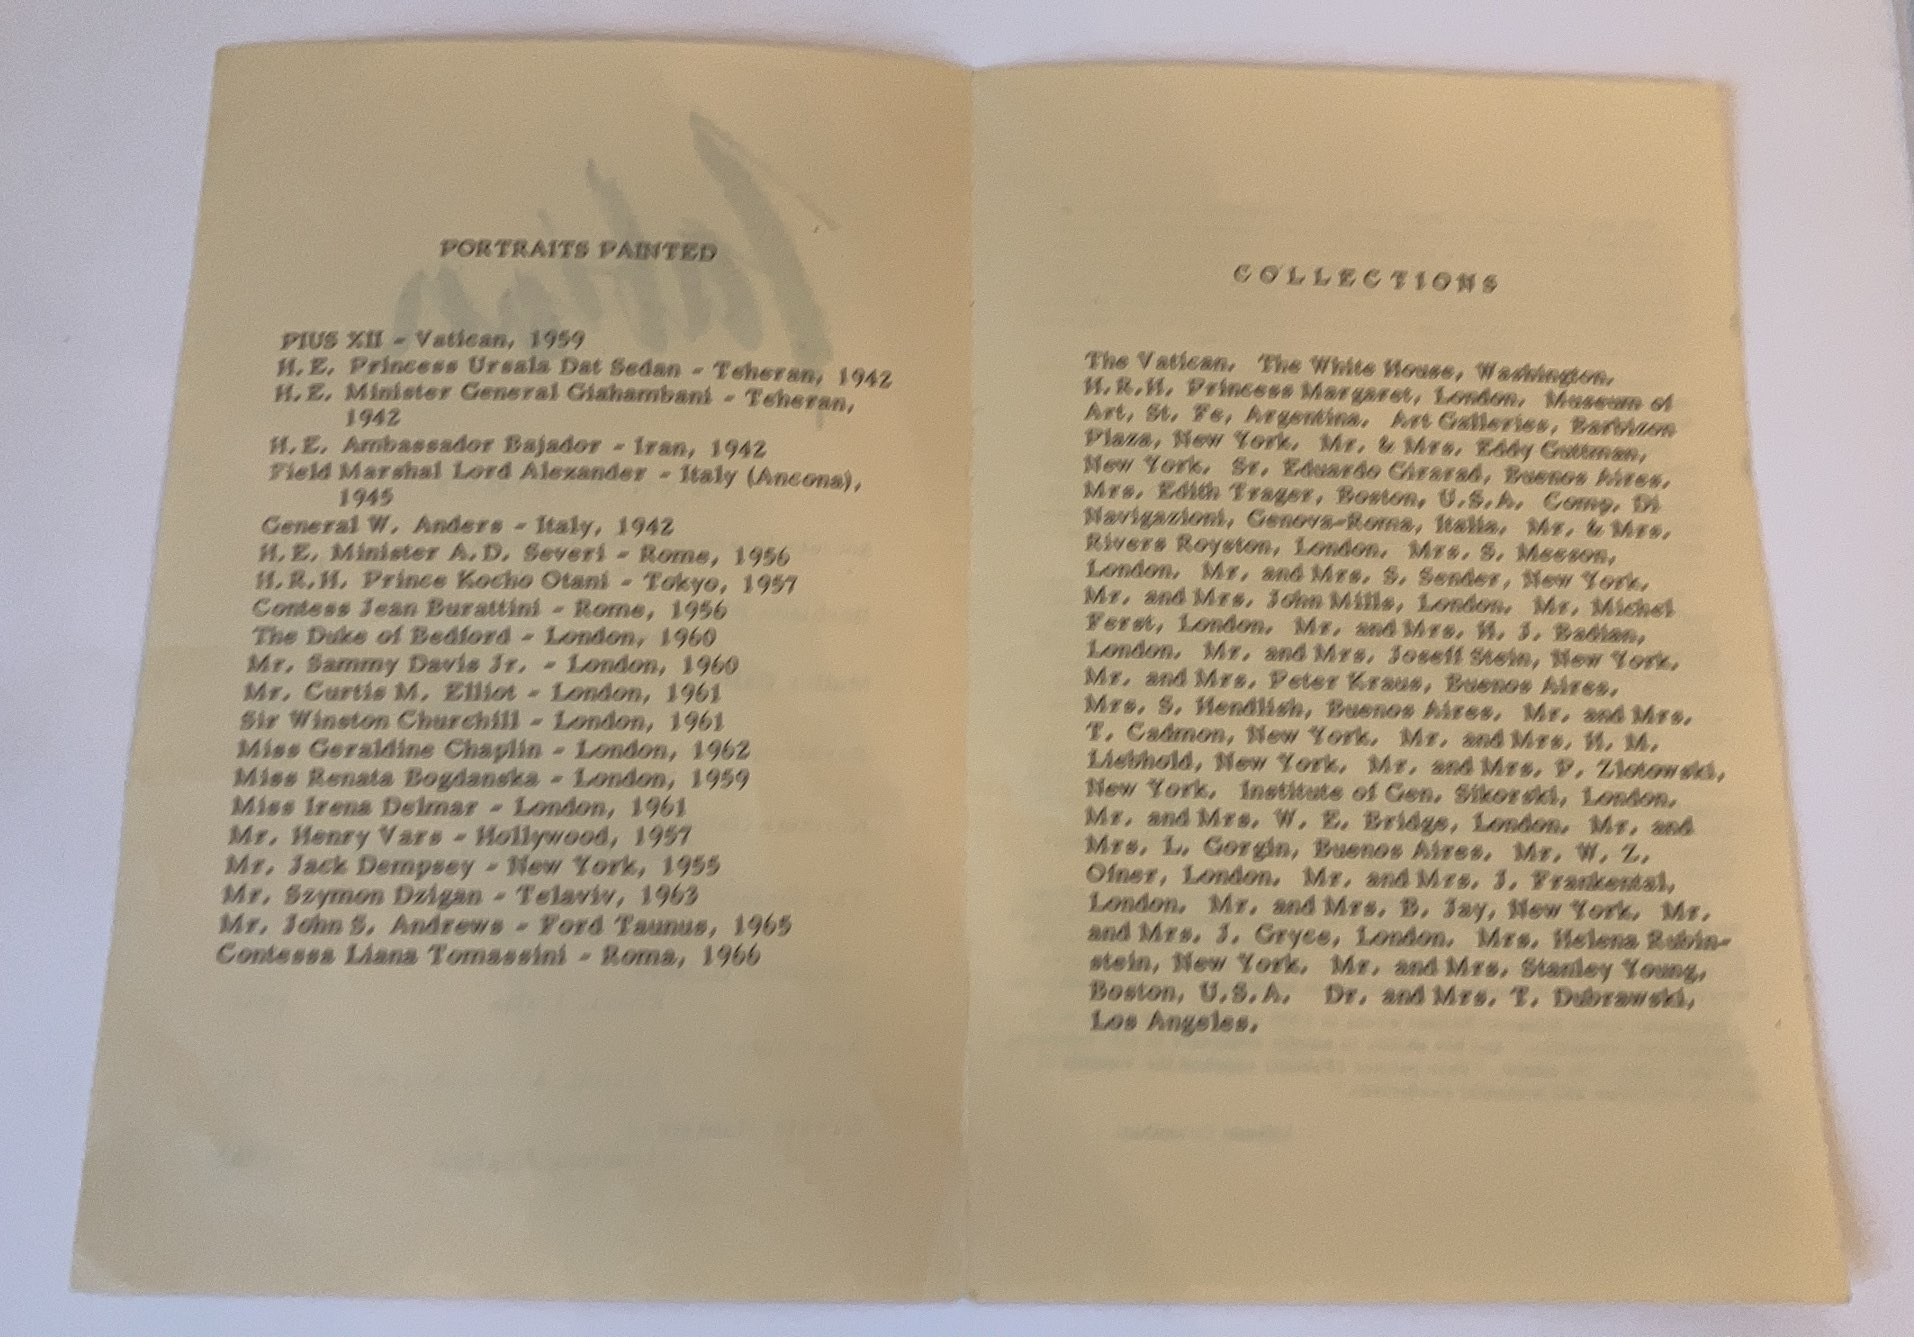 PORTRAITS PAINTED
PIUS XII - Vatican, 1959
H.E. Princess Ursala Dat Sedan - Teheran, 1942
H.E. Minister General Giahambani - Teheran,
1942
H.E. Ambassador Bajador - Iran, 1942
Field Marshal Lord Alexander - Italy (Ancona),
1945
General W. Anders - Italy, 1942
H.E. Minister A.D. Severi - Rome, 1956
H.R.H. Prince Kocho Otani - Tokyo, 1957
Contess Jean Burattini - Rome, 1956
The Duke of Bedford - London, 1960
Mr. Sammy Davis Jr. - London, 1960
Mr. Curtis M. Elliot - London, 1961
Sir Winston Churchill - London, 1961
Miss Geraldine Chaplin - London, 1962
Miss Renata Bogdanska - London, 1959
Miss Irena Delmar - London, 1961
Mr. Henry Vars - Hollywood, 1957
Mr. Jack Dempsey - New York, 1955
Mr. Szymon Dzigan - Telaviv, 1963
Mr. John S. Andrews - Ford Taunus, 1965
Contessa Liana Tomassini - Roma, 1966
COLLECTIONS
The Vatican. The White House, Washington.
H.R.H. Princess Margaret, London. Museum of
Art, St. Fe, Argentina. Art Galleries, Barbizon
Plaza, New York. Mr. & Mrs. Eddy Guttman,
New York. Sr. Eduardo Girarad, Buenos Aires.
Mrs. Edith Trager, Boston, U.S.A. Comp. Di
Navigazioni, Genova-Roma, Italia. Mr. & Mrs.
Rivers Royston, London. Mrs. S. Messon,
London. Mr. and Mrs. S. Sender, New York.
Mr. and Mrs. John Mills, London. Mr. Michel
Ferst, London. Mr. and Mrs. H. J.
London. Mr. and Mrs. Josell Stein, New York.
Mr. and Mrs. Peter Kraus, Buenos Aires.
Mrs. S. Hendlish, Buenos Aires. Mr. and Mrs.
T. Cadmon, New York. Mr. and Mrs. H. M.
Liebhold, New York. Mr. and Mrs. P. Zlotowski,
New York. Institute of Gen. Sikorski, London.
Mr. and Mrs. W. E. Bridge, London. Mr. and
Mrs. L. Gorgin, Buenos Aires. Mr. W. Z.
London. Mr. and Mrs. J. Frankental,
London. Mr. and Mrs. B. Jay, New York. Mr.
and Mrs. J. Gryce, London. Mrs. Helena Rubin-
stein, New York. Mr. and Mrs. Stanley Young,
Boston, U.S.A. Dr. and Mrs. T. Dubrawski,
Los Angeles.